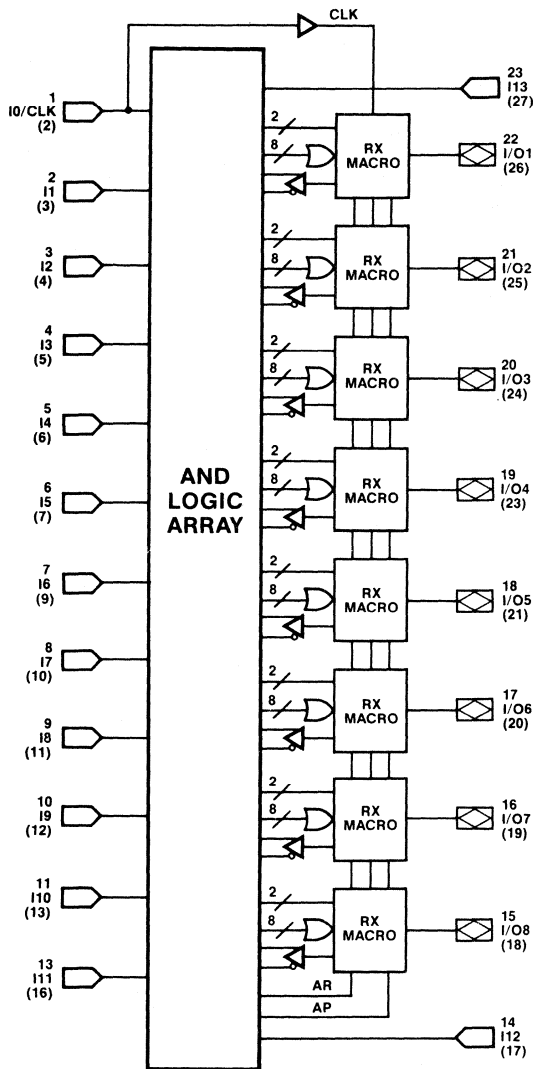 CLK
1
I0/CLK
(2)
2
I1
(3)
3
I2
(4)
4
I3
(5)
5
I4
(6)
6
I5
(7)
7
I6
(9)
8
I7
(10)
9
I8
(11)
10
I9
(12)
11
I10
(13)
13
I11
(16)
AND
LOGIC
ARRAY
2
8
RX
MACRO
2
8
RX
MACRO
2
8
RX
MACRO
2
8
RX
MACRO
2
8
RX
MACRO
2
8
RX
MACRO
2
8
RX
MACRO
2
8
RX
MACRO
AR
AP
23
I13
(27)
22
I/O1
(26)
21
I/O2
(25)
20
I/O3
(24)
19
I/O4
(23)
18
I/O5
(21)
17
I/O6
(20)
16
I/O7
(19)
15
I/O8
(18)
14
I12
(17)